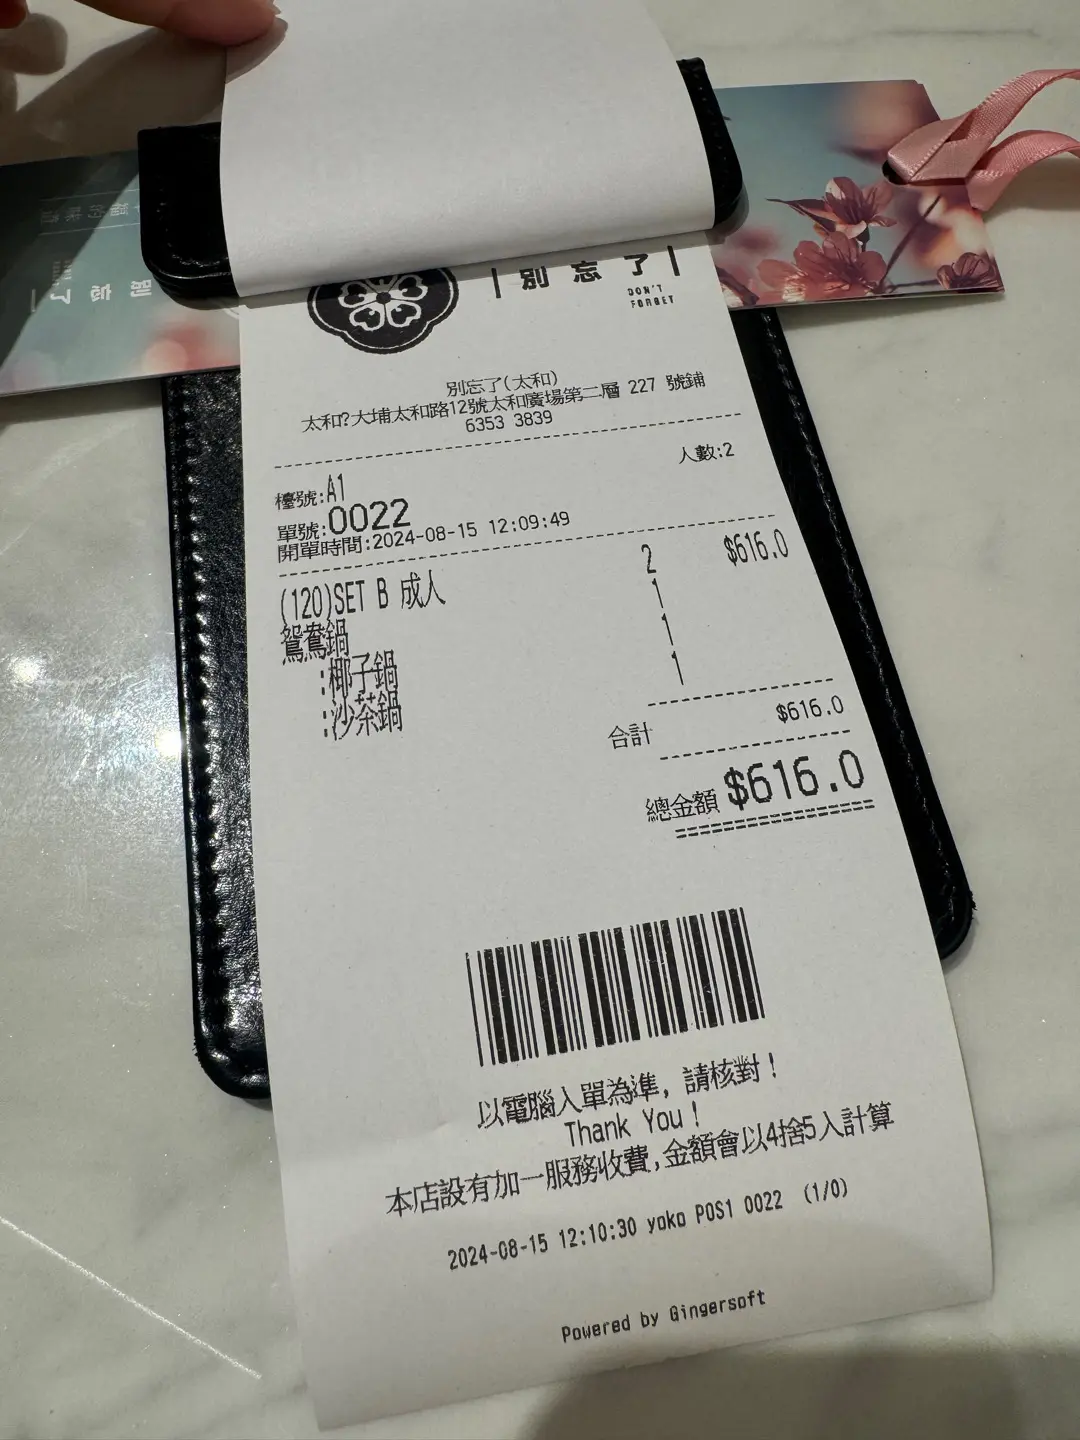 別忘了
DON'T
FORGET
別忘了
別忘了(太和)
太和?大埔太和路12號太和廣場第二層 227 號鋪
6353 3839
人數:2
檯號:A1
單號:0022
開單時間:2024-08-15 12:09:49
(120)SET B 成人 2 $616.0
鴛鴦鍋 1
:椰子鍋 1
:沙茶鍋 1
合計 $616.0
總金額 $616.0
以電腦入單為準, 請核對!
Thank You!
本店設有加一服務收費,金額會以4捨5入計算
2024-08-15 12:10:30 yoko POS1 0022 (1/0)
Powered by Gingersoft